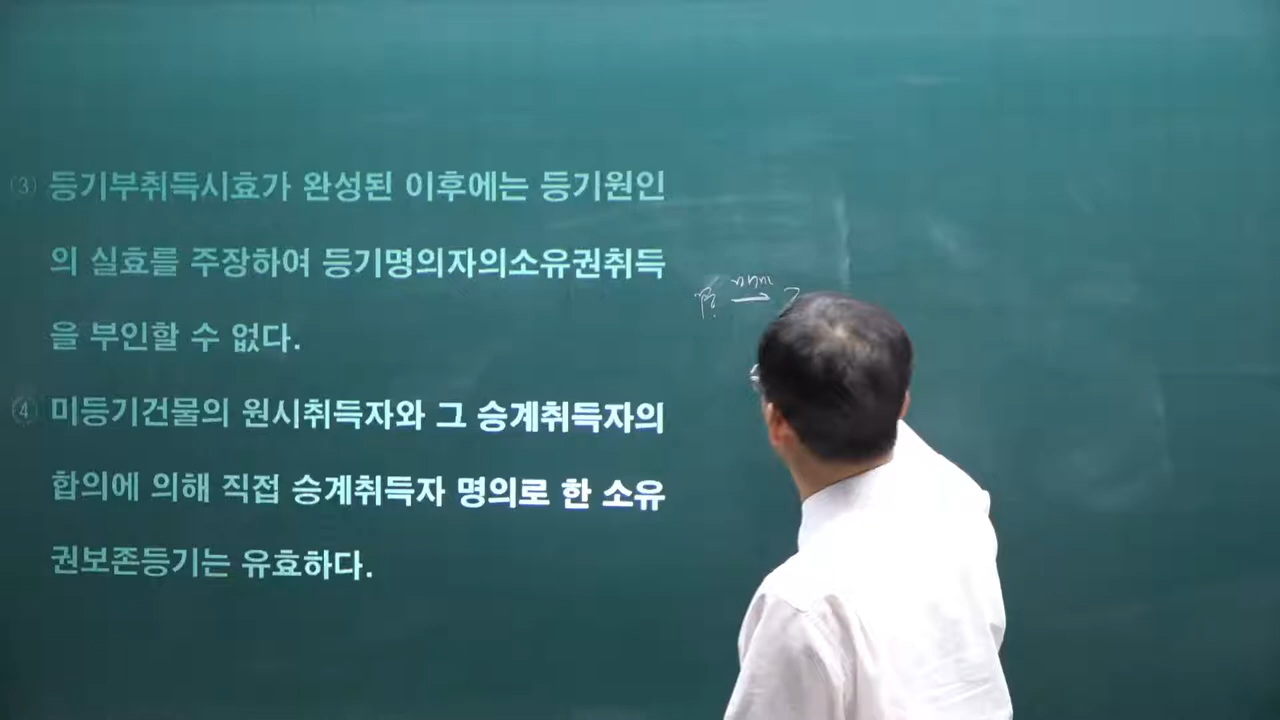 ③ 등기부취득시효가 완성된 이후에는 등기원인
의 실효를 주장하여 등기명의자의소유권취득
을 부인할 수 없다.
④ 미등기건물의 원시취득자와 그 승계취득자의
합의에 의해 직접 승계취득자 명의로 한 소유
권보존등기는 유효하다.